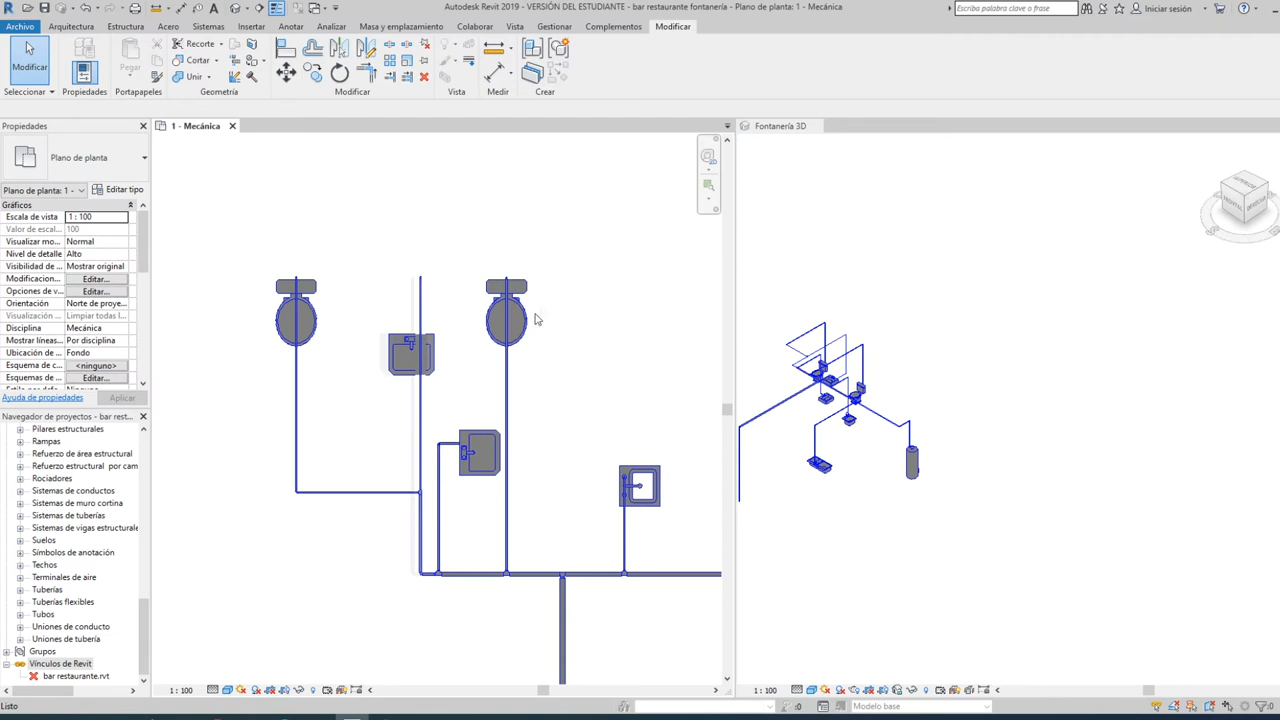 Autodesk Revit 2019 - VERSIÓN DEL ESTUDIANTE - bar restaurante fontanería - Plano de planta: 1 - Mecánica
Escriba palabra clave o frase
Iniciar sesión
Archivo Arquitectura Estructura Acero Sistemas Insertar Anotar Analizar Masa y emplazamiento Colaborar Vista Gestionar Complementos Modificar
Modificar
Pegar
Recorte
Cortar
Unir
Seleccionar Propiedades Portapapeles Geometría Modificar Vista Medir Crear
Propiedades
1 - Mecánica
Fontanería 3D
Plano de planta
Plano de planta: 1 -
Editar tipo
Gráficos
Escala de vista 1 : 100
Valor de escal... 100
Visualizar mo... Normal
Nivel de detalle Alto
Visibilidad de ... Mostrar original
Modificacion... Editar...
Opciones de v... Editar...
Orientación Norte de proye...
Visualización ... Limpiar todas l...
Disciplina Mecánica
Mostrar líneas... Por disciplina
Ubicación de ... Fondo
Esquema de c... <ninguno>
Esquemas de ... Editar...
Ayuda de propiedades
Aplicar
Navegador de proyectos - bar rest...
Pilares estructurales
Rampas
Refuerzo de área estructural
Refuerzo estructural por cam
Rociadores
Sistemas de conductos
Sistemas de muro cortina
Sistemas de tuberías
Sistemas de vigas estructurale
Suelos
Símbolos de anotación
Techos
Terminales de aire
Tuberías
Tuberías flexibles
Tubos
Uniones de conducto
Uniones de tubería
Grupos
Vínculos de Revit
bar restaurante.rvt
1 : 100
1 : 100
Listo
:0
Modelo base
:0